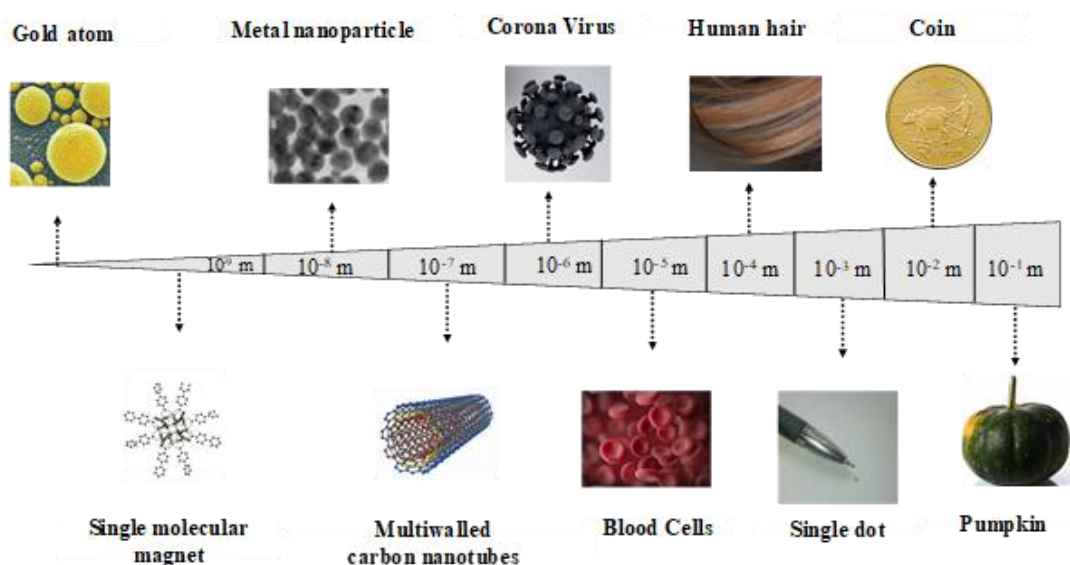 Gold atom
Metal nanoparticle
Corona Virus
Human hair
Coin
10⁻⁹ m
10⁻⁸ m
10⁻⁷ m
10⁻⁶ m
10⁻⁵ m
10⁻⁴ m
10⁻³ m
10⁻² m
10⁻¹ m
Single molecular
magnet
Multiwalled
carbon nanotubes
Blood Cells
Single dot
Pumpkin